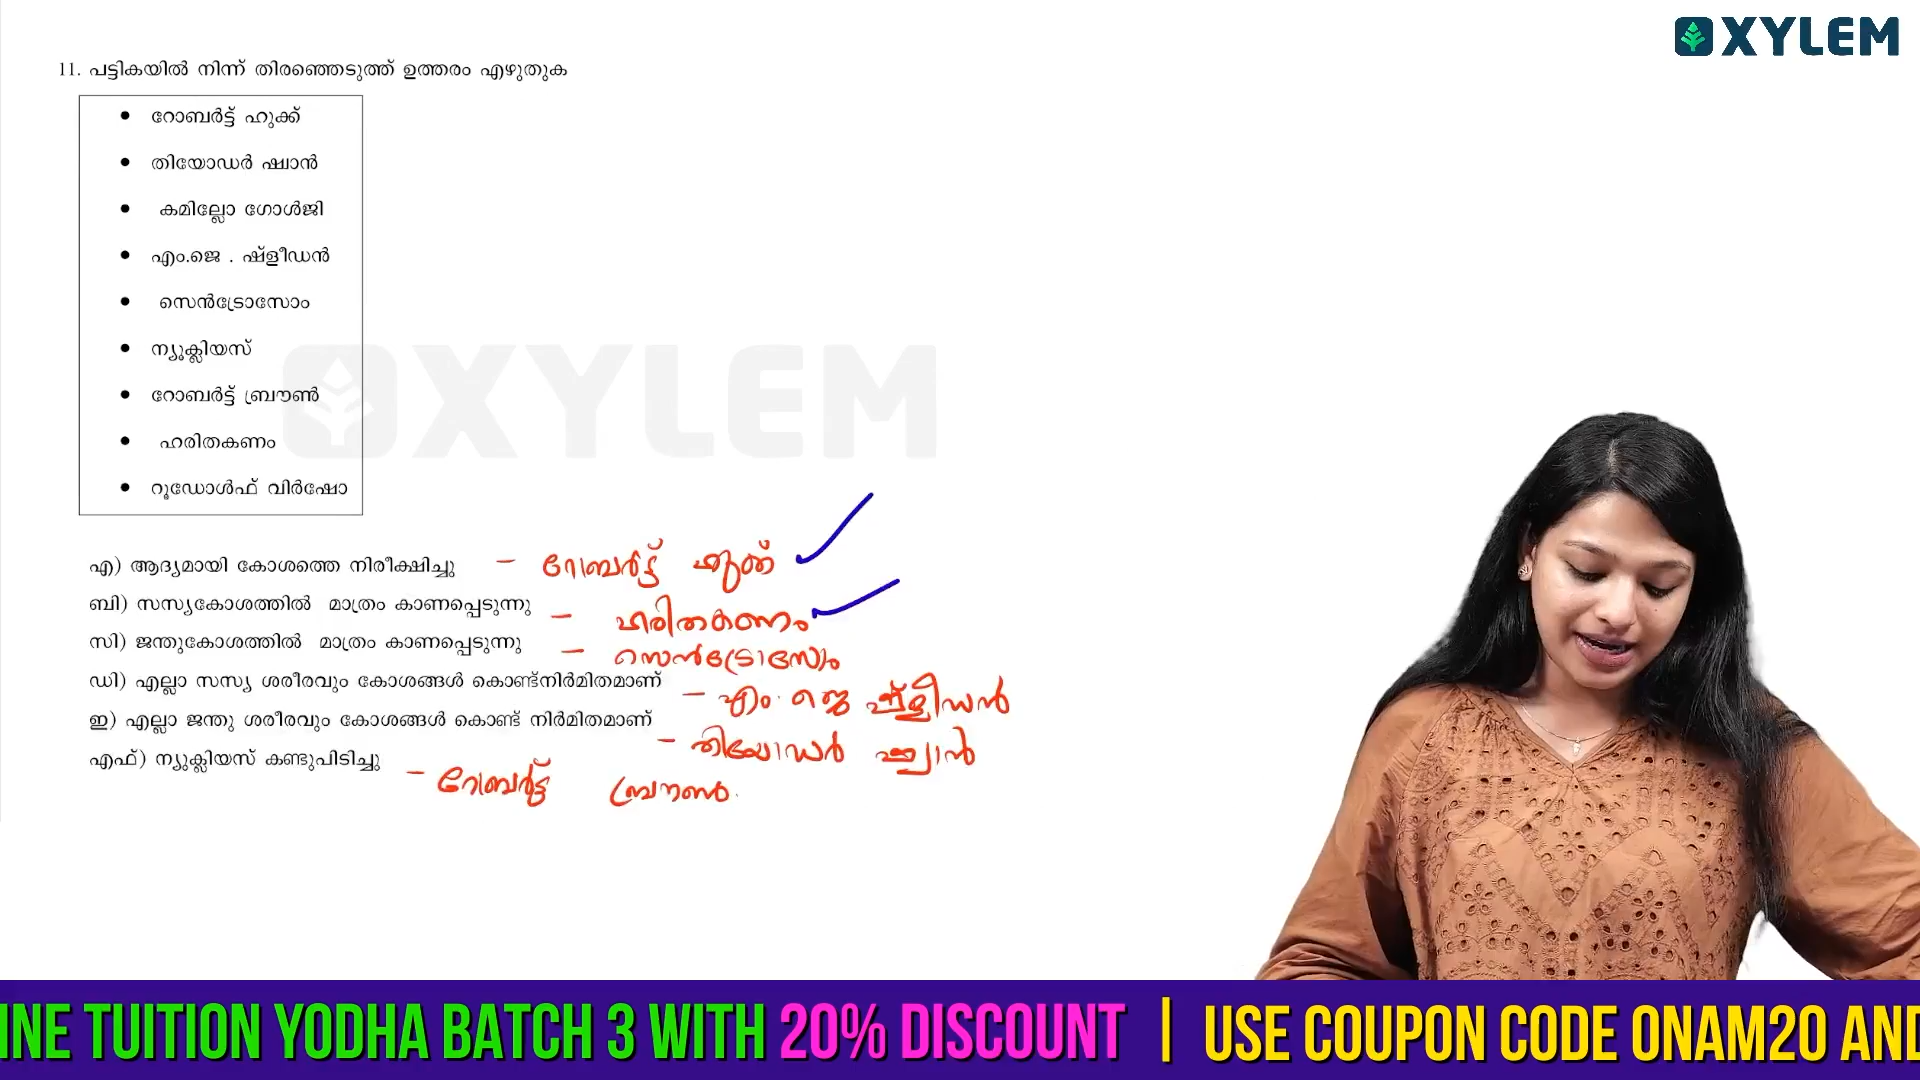 XYLEM
11. പട്ടികയിൽ നിന്ന് തിരഞ്ഞെടുത്ത് ഉത്തരം എഴുതുക
• റോബർട്ട് ഹുക്ക്
• തിയോഡർ ഷ്വാൻ
• കമില്ലോ ഗോൾജി
• എം.ജെ . ഷ്ളീഡൻ
• സെൻട്രോസോം
• ന്യൂക്ലിയസ്
• റോബർട്ട് ബ്രൗൺ
• ഹരിതകണം
• റൂഡോൾഫ് വിർഷോ
XYLEM
എ) ആദ്യമായി കോശത്തെ നിരീക്ഷിച്ചു - റോബർട്ട് ഹുക്ക്
ബി) സസ്യകോശത്തിൽ മാത്രം കാണപ്പെടുന്നു - ഹരിതകണം
സി) ജന്തുകോശത്തിൽ മാത്രം കാണപ്പെടുന്നു - സെൻട്രോസോം
ഡി) എല്ലാ സസ്യ ശരീരവും കോശങ്ങൾ കൊണ്ട്നിർമിതമാണ് - എം. ജെ ഷ്ളീഡൻ
ഇ) എല്ലാ ജന്തു ശരീരവും കോശങ്ങൾ കൊണ്ട് നിർമിതമാണ് - തിയോഡർ ഷ്വാൻ
എഫ്) ന്യുക്ലിയസ് കണ്ടുപിടിച്ചു - റോബർട്ട് ബ്രൗൺ.
INE TUITION YODHA BATCH 3 WITH 20% DISCOUNT | USE COUPON CODE ONAM20 AND